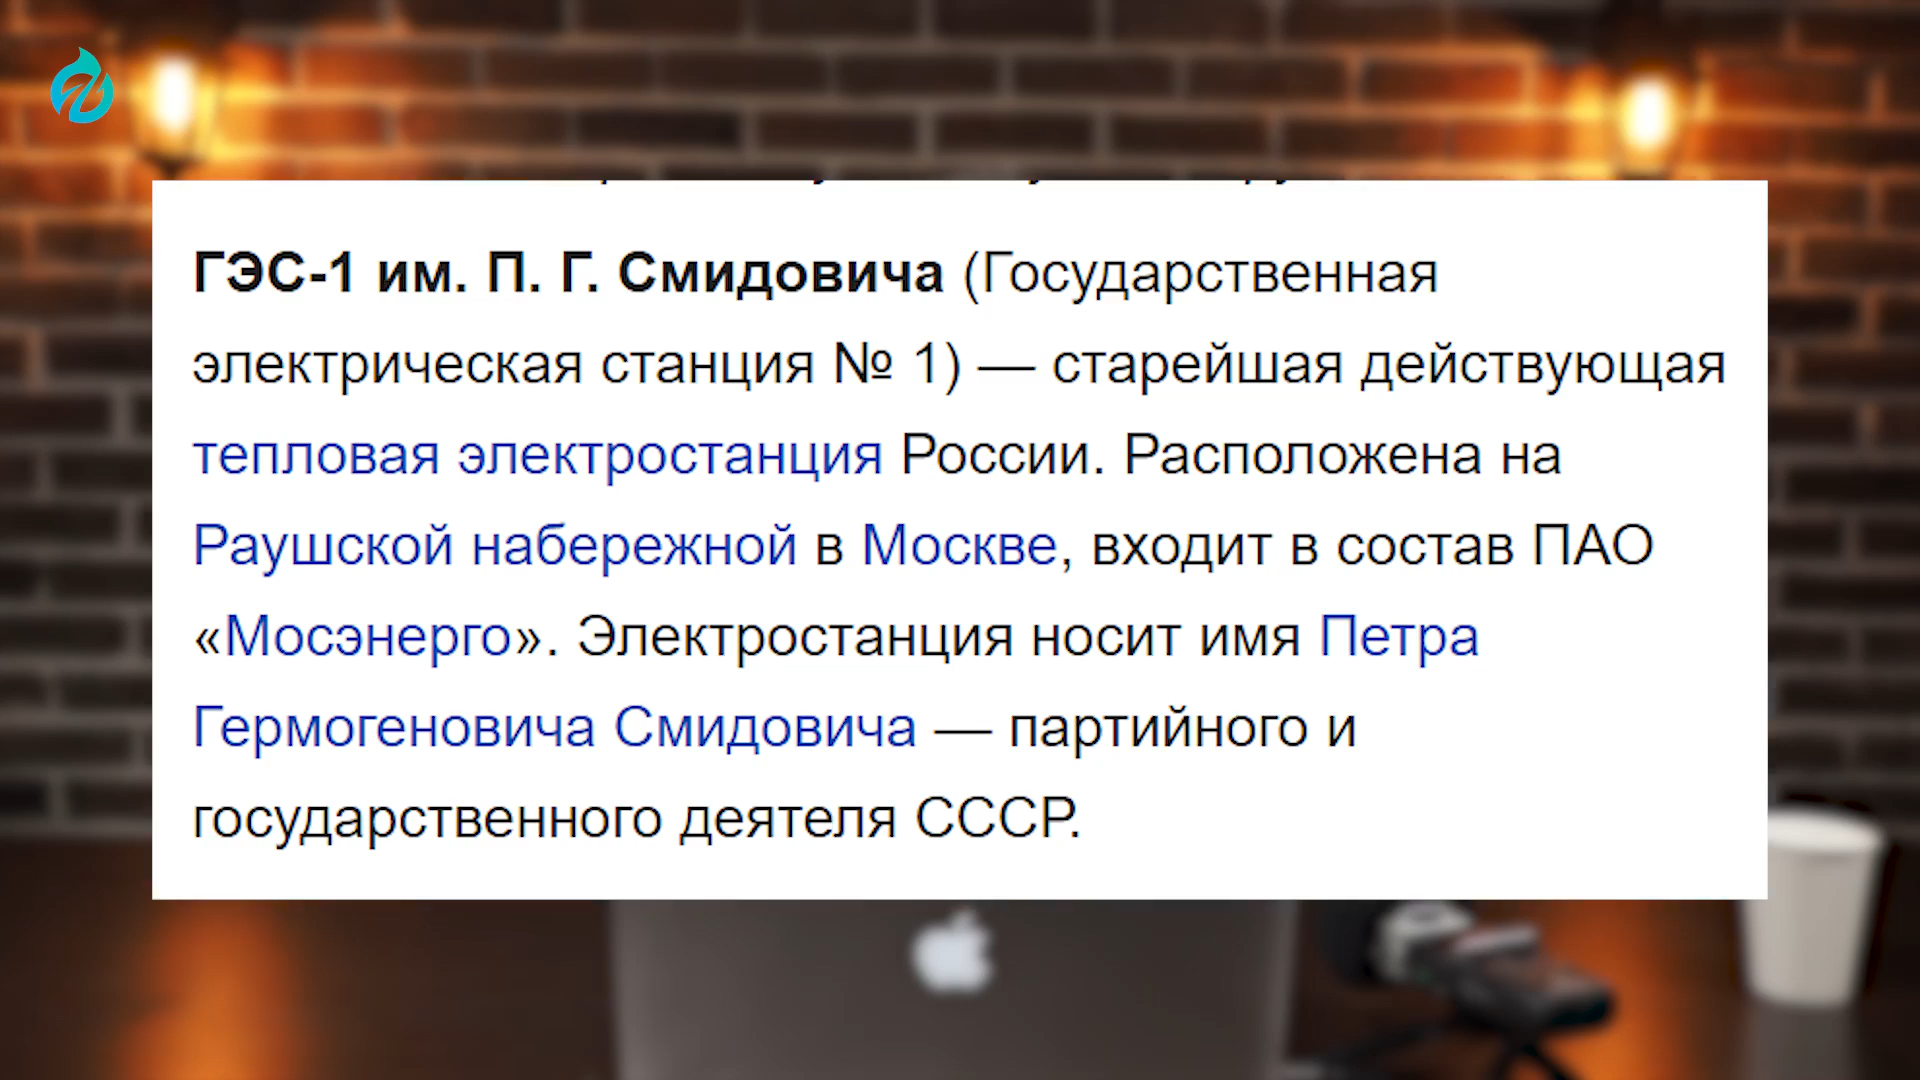 ГЭС-1 им. П. Г. Смидовича (Государственная
электрическая станция № 1) — старейшая действующая
тепловая электростанция России. Расположена на
Раушской набережной в Москве, входит в состав ПАО
«Мосэнерго». Электростанция носит имя Петра
Гермогеновича Смидовича — партийного и
государственного деятеля СССР.